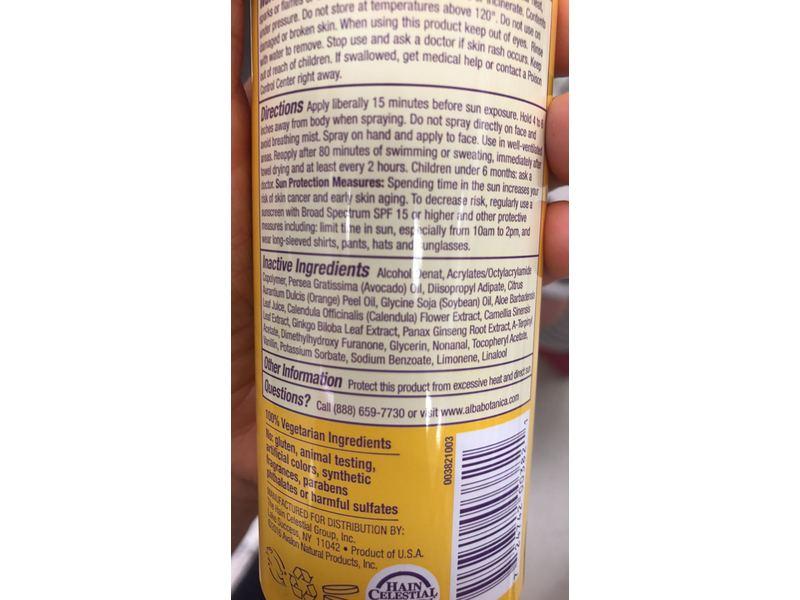 sparks or flames or incinerate. Contents
under pressure. Do not store at temperatures above 120°. Do not use on
damaged or broken skin. When using this product keep out of eyes. Rinse
with water to remove. Stop use and ask a doctor if skin rash occurs. Keep
out of reach of children. If swallowed, get medical help or contact a Poison
Control Center right away.
Directions Apply liberally 15 minutes before sun exposure. Hold 4 to 6
inches away from body when spraying. Do not spray directly on face and
avoid breathing mist. Spray on hand and apply to face. Use in well-ventilated
areas. Reapply after 80 minutes of swimming or sweating, immediately after
towel drying and at least every 2 hours. Children under 6 months: ask a
doctor. Sun Protection Measures: Spending time in the sun increases your
risk of skin cancer and early skin aging. To decrease risk, regularly use a
sunscreen with Broad Spectrum SPF 15 or higher and other protective
measures including: limit time in sun, especially from 10am to 2pm, and
wear long-sleeved shirts, pants, hats and sunglasses.
Inactive Ingredients Alcohol Denat, Acrylates/Octylacrylamide
Copolymer, Persea Gratissima (Avocado) Oil, Diisopropyl Adipate, Citrus
Aurantium Dulcis (Orange) Peel Oil, Glycine Soja (Soybean) Oil, Aloe Barbadensis
Leaf Juice, Calendula Officinalis (Calendula) Flower Extract, Camellia Sinensis
Leaf Extract, Ginkgo Biloba Leaf Extract, Panax Ginseng Root Extract, A-Terpinyl
Acetate, Dimethylhydroxy Furanone, Glycerin, Nonanal, Tocopheryl Acetate,
Vanillin, Potassium Sorbate, Sodium Benzoate, Limonene, Linalool
Other Information Protect this product from excessive heat and direct sun
Questions? Call (888) 659-7730 or visit www.albabotanica.com
100% Vegetarian Ingredients
No: gluten, animal testing,
artificial colors, synthetic
fragrances, parabens
phthalates or harmful sulfates
MANUFACTURED FOR DISTRIBUTION BY:
The Hain Celestial Group, Inc.
Lake Success, NY 11042 • Product of U.S.A.
Avalon Natural Products, Inc.
003821003
HAIN
CELESTIAL